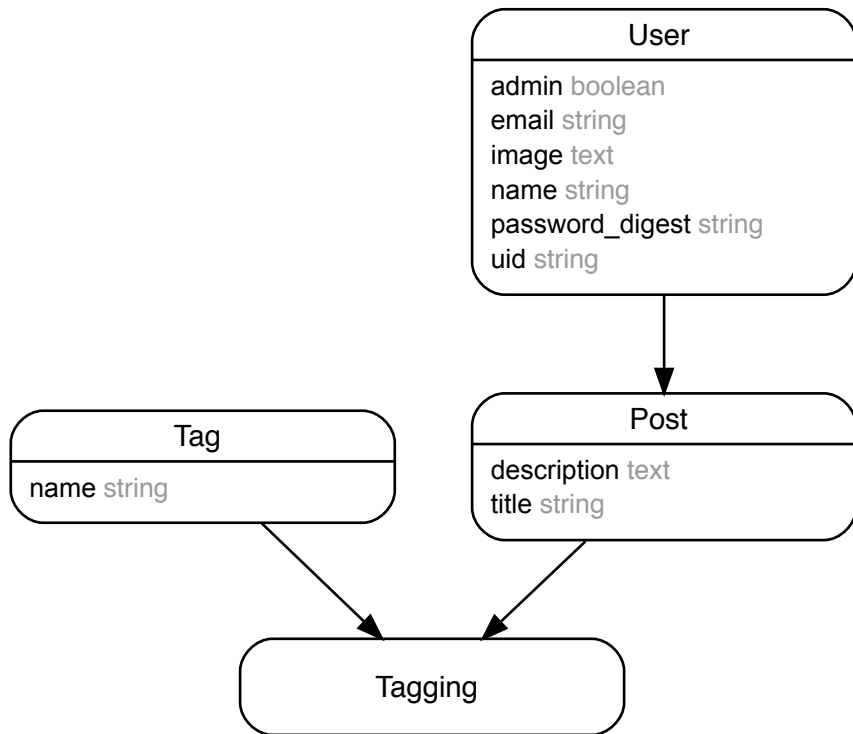 User
admin boolean
email string
image text
name string
password_digest string
uid string
Tag
name string
Post
description text
title string
Tagging